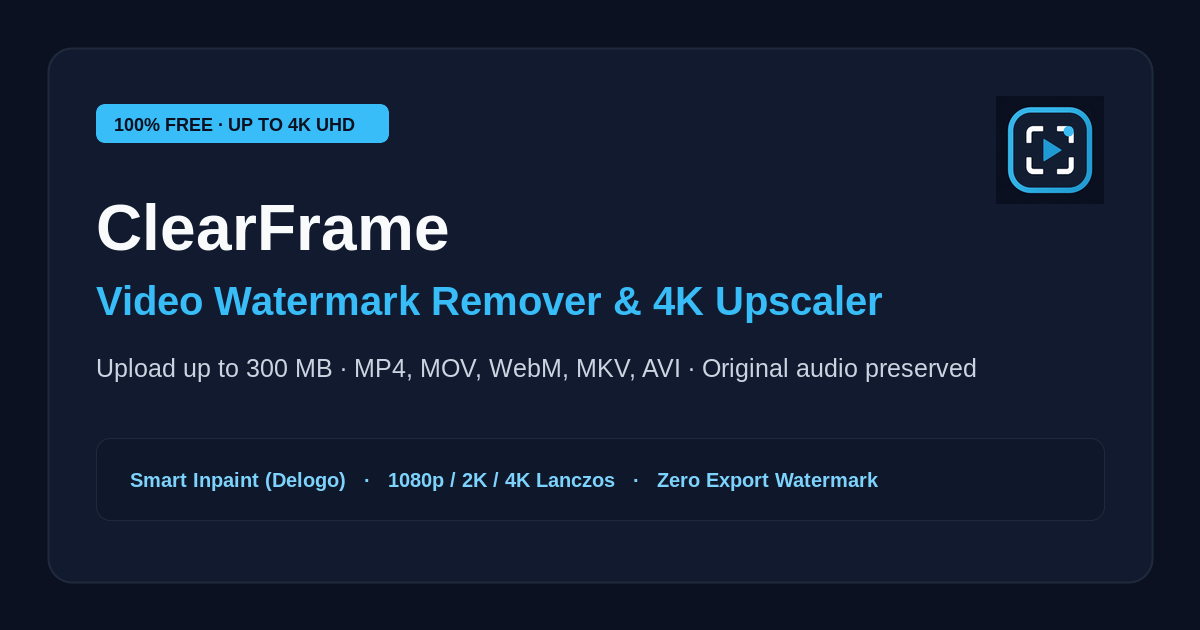 100% FREE · UP TO 4K UHD
ClearFrame
Video Watermark Remover & 4K Upscaler
Upload up to 300 MB · MP4, MOV, WebM, MKV, AVI · Original audio preserved
Smart Inpaint (Delogo) · 1080p / 2K / 4K Lanczos · Zero Export Watermark